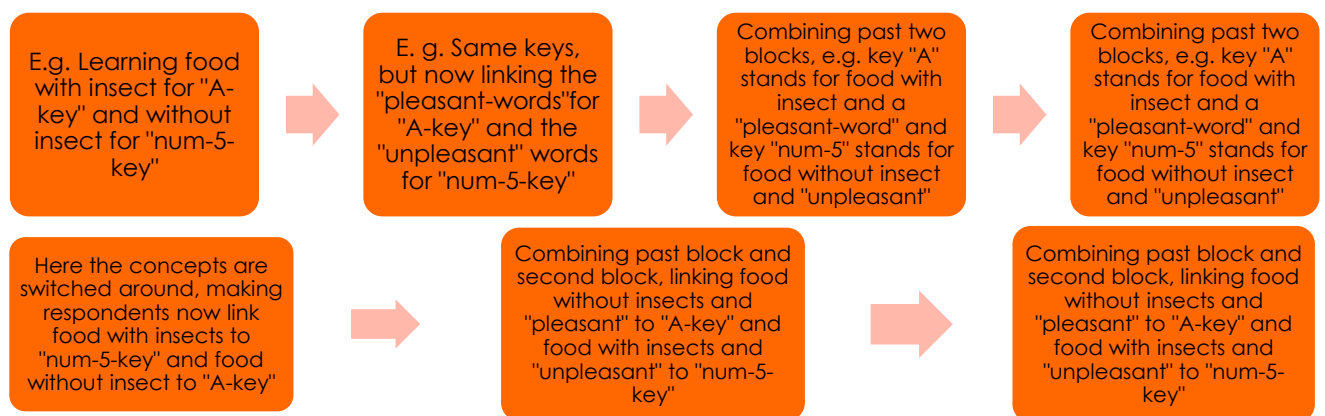 E.g. Learning food
with insect for "A-
key" and without
insect for "num-5-
key"
E. g. Same keys,
but now linking the
"pleasant-words"for
"A-key" and the
"unpleasant" words
for "num-5-key"
Combining past two
blocks, e.g. key "A"
stands for food with
insect and a
"pleasant-word" and
key "num-5" stands for
food without insect
and "unpleasant"
Combining past two
blocks, e.g. key "A"
stands for food with
insect and a
"pleasant-word" and
key "num-5" stands for
food without insect
and "unpleasant"
Here the concepts are
switched around, making
respondents now link
food with insects to
"num-5-key" and food
without insect to "A-key"
Combining past block and
second block, linking food
without insects and
"pleasant" to "A-key" and
food with insects and
"unpleasant" to "num-5-
key"
Combining past block and
second block, linking food
without insects and
"pleasant" to "A-key" and
food with insects and
"unpleasant" to "num-5-
key"